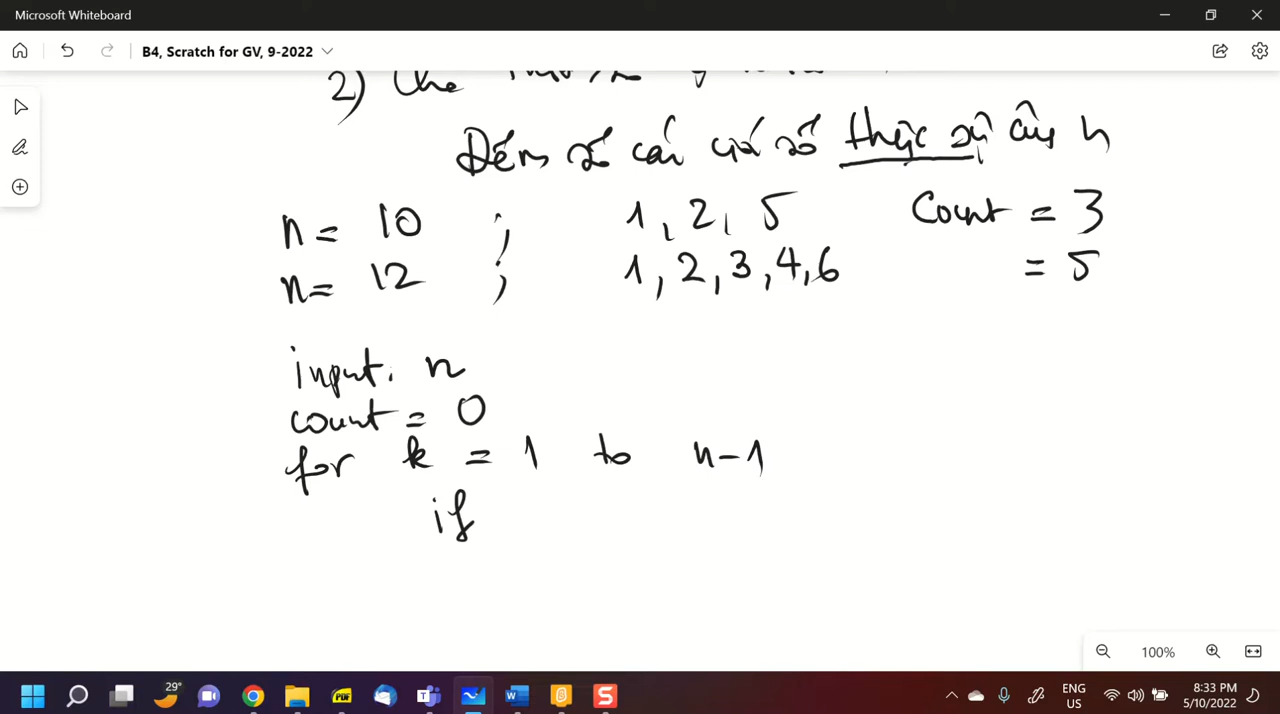 Microsoft Whiteboard
B4, Scratch for GV, 9-2022
2) Cho
Đếm số các số thực sự của n
n = 10 ; 1, 2, 5 Count = 3
n = 12 ; 1, 2, 3, 4, 6 = 5
input. n
count = 0
for k = 1 to n-1
if
100%
29°
ENG
US
8:33 PM
5/10/2022